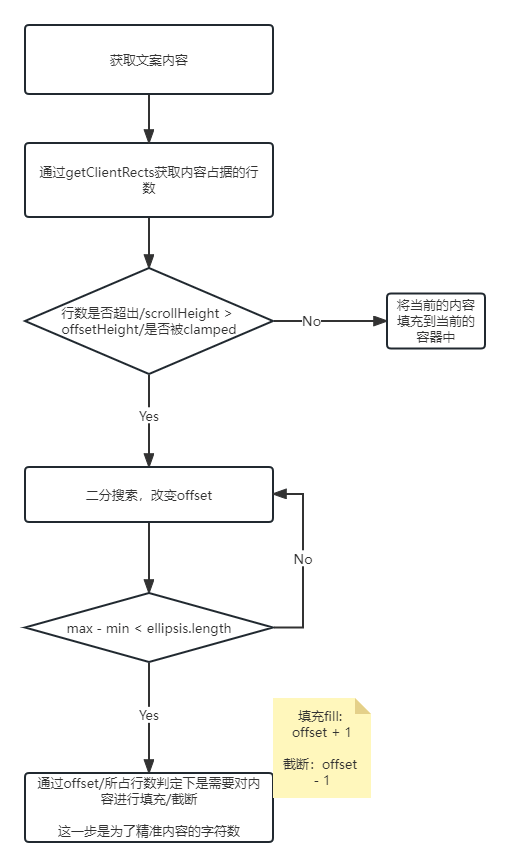 获取文案内容
通过getClientRects获取内容占据的行
数
行数是否超出/scrollHeight >
offsetHeight/是否被clamped
No
将当前的内容
填充到当前的
容器中
Yes
二分搜索，改变offset
No
max - min < ellipsis.length
Yes
填充fill:
offset + 1
截断：offset
- 1
通过offset/所占行数判定下是需要对内
容进行填充/截断
这一步是为了精准内容的字符数